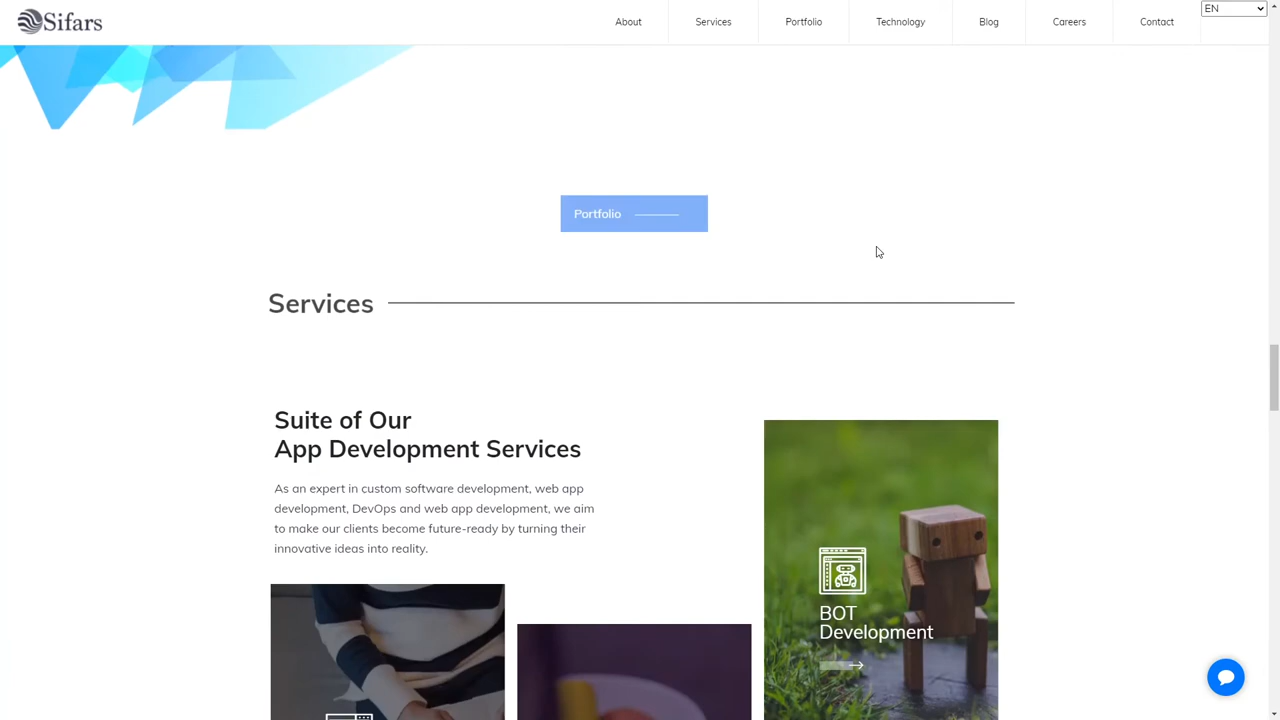 Sifars
About
Services
Portfolio
Technology
Blog
Careers
Contact
EN
Portfolio
Services
Suite of Our
App Development Services
As an expert in custom software development, web app
development, DevOps and web app development, we aim
to make our clients become future-ready by turning their
innovative ideas into reality.
BOT
Development